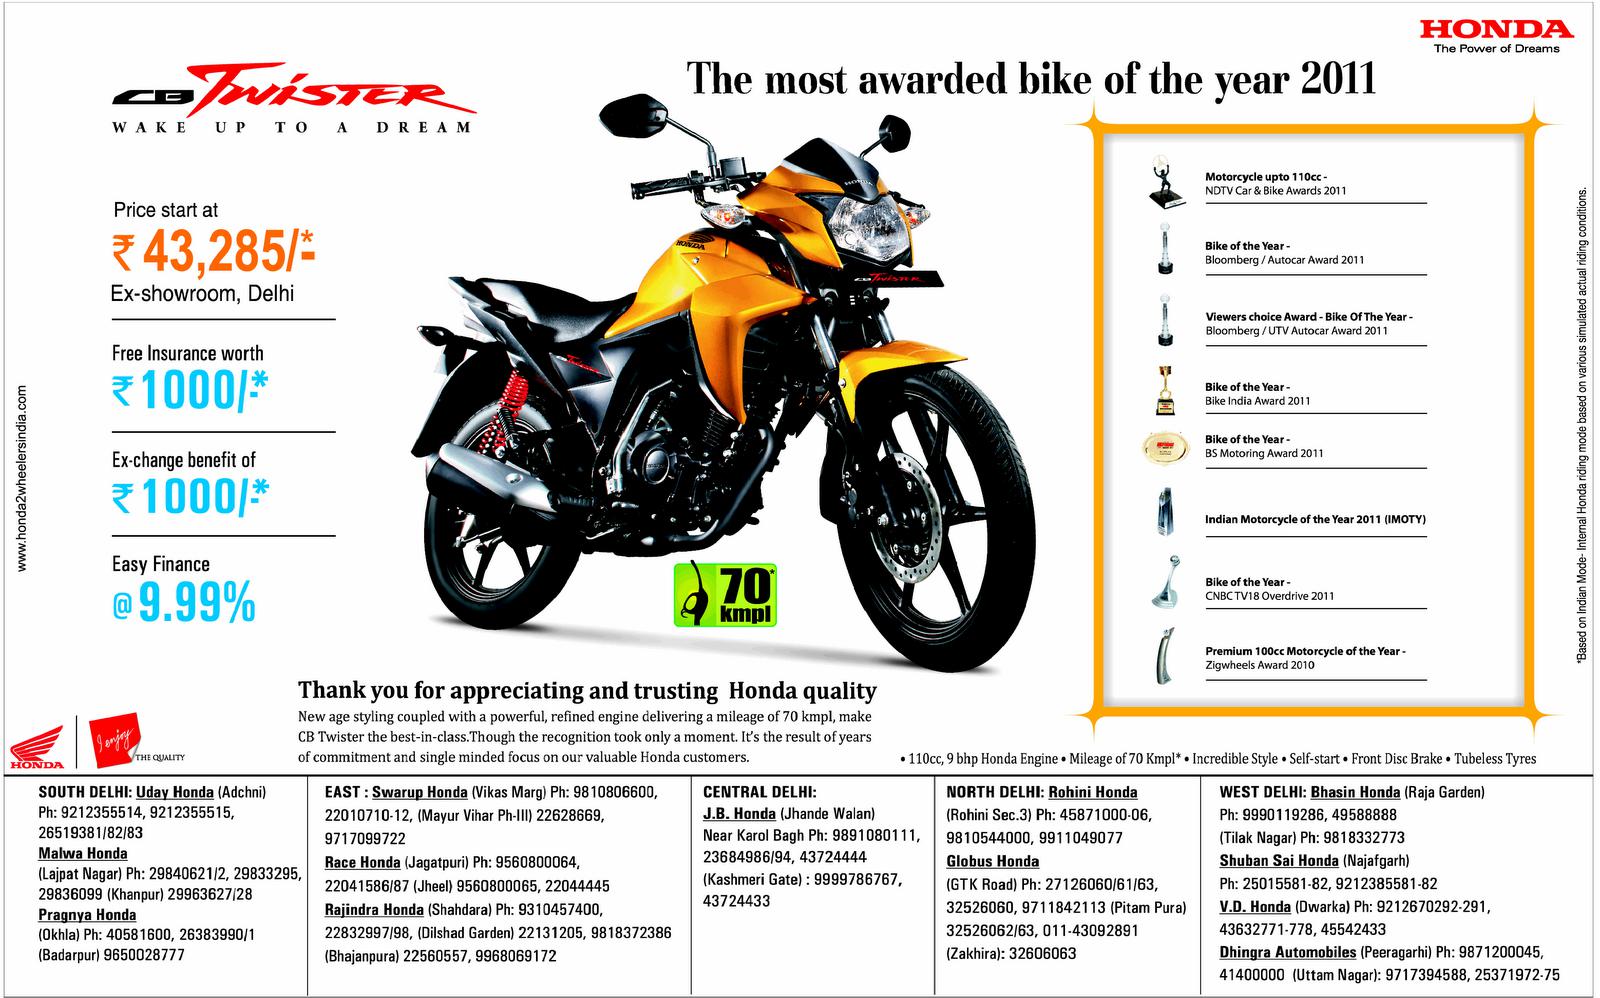 HONDA
The Power of Dreams
CB TWISTER
WAKE UP TO A DREAM
The most awarded bike of the year 2011
Price start at
₹ 43,285/-*
Ex-showroom, Delhi
Free Insurance worth
₹ 1000/-*
Ex-change benefit of
₹ 1000/-*
Easy Finance
@ 9.99%
www.honda2wheelersindia.com
HONDA
HONDA
CB TWISTER
70*
kmpl
Motorcycle upto 110cc -
NDTV Car & Bike Awards 2011
Bike of the Year -
Bloomberg / Autocar Award 2011
Viewers choice Award - Bike Of The Year -
Bloomberg / UTV Autocar Award 2011
Bike of the Year -
Bike India Award 2011
Bike of the Year -
BS Motoring Award 2011
Indian Motorcycle of the Year 2011 (IMOTY)
Bike of the Year -
CNBC TV18 Overdrive 2011
Premium 100cc Motorcycle of the Year -
Zigwheels Award 2010
*Based on Indian Mode- Internal Honda riding mode based on various simulated actual riding conditions.
Thank you for appreciating and trusting Honda quality
New age styling coupled with a powerful, refined engine delivering a mileage of 70 kmpl, make
CB Twister the best-in-class.Though the recognition took only a moment. It's the result of years
of commitment and single minded focus on our valuable Honda customers.
HONDA
I enjoy
THE QUALITY
• 110cc, 9 bhp Honda Engine • Mileage of 70 Kmpl* • Incredible Style • Self-start • Front Disc Brake • Tubeless Tyres
SOUTH DELHI: Uday Honda (Adchni)
Ph: 9212355514, 9212355515,
26519381/82/83
Malwa Honda
(Lajpat Nagar) Ph: 29840621/2, 29833295,
29836099 (Khanpur) 29963627/28
Pragnya Honda
(Okhla) Ph: 40581600, 26383990/1
(Badarpur) 9650028777
EAST : Swarup Honda (Vikas Marg) Ph: 9810806600,
22010710-12, (Mayur Vihar Ph-III) 22628669,
9717099722
Race Honda (Jagatpuri) Ph: 9560800064,
22041586/87 (Jheel) 9560800065, 22044445
Rajindra Honda (Shahdara) Ph: 9310457400,
22832997/98, (Dilshad Garden) 22131205, 9818372386
(Bhajanpura) 22560557, 9968069172
CENTRAL DELHI:
J.B. Honda (Jhande Walan)
Near Karol Bagh Ph: 9891080111,
23684986/94, 43724444
(Kashmeri Gate) : 9999786767,
43724433
NORTH DELHI: Rohini Honda
(Rohini Sec.3) Ph: 45871000-06,
9810544000, 9911049077
Globus Honda
(GTK Road) Ph: 27126060/61/63,
32526060, 9711842113 (Pitam Pura)
32526062/63, 011-43092891
(Zakhira): 32606063
WEST DELHI: Bhasin Honda (Raja Garden)
Ph: 9990119286, 49588888
(Tilak Nagar) Ph: 9818332773
Shuban Sai Honda (Najafgarh)
Ph: 25015581-82, 9212385581-82
V.D. Honda (Dwarka) Ph: 9212670292-291,
43632771-778, 45542433
Dhingra Automobiles (Peeragarhi) Ph: 9871200045,
41400000 (Uttam Nagar): 9717394588, 25371972-75